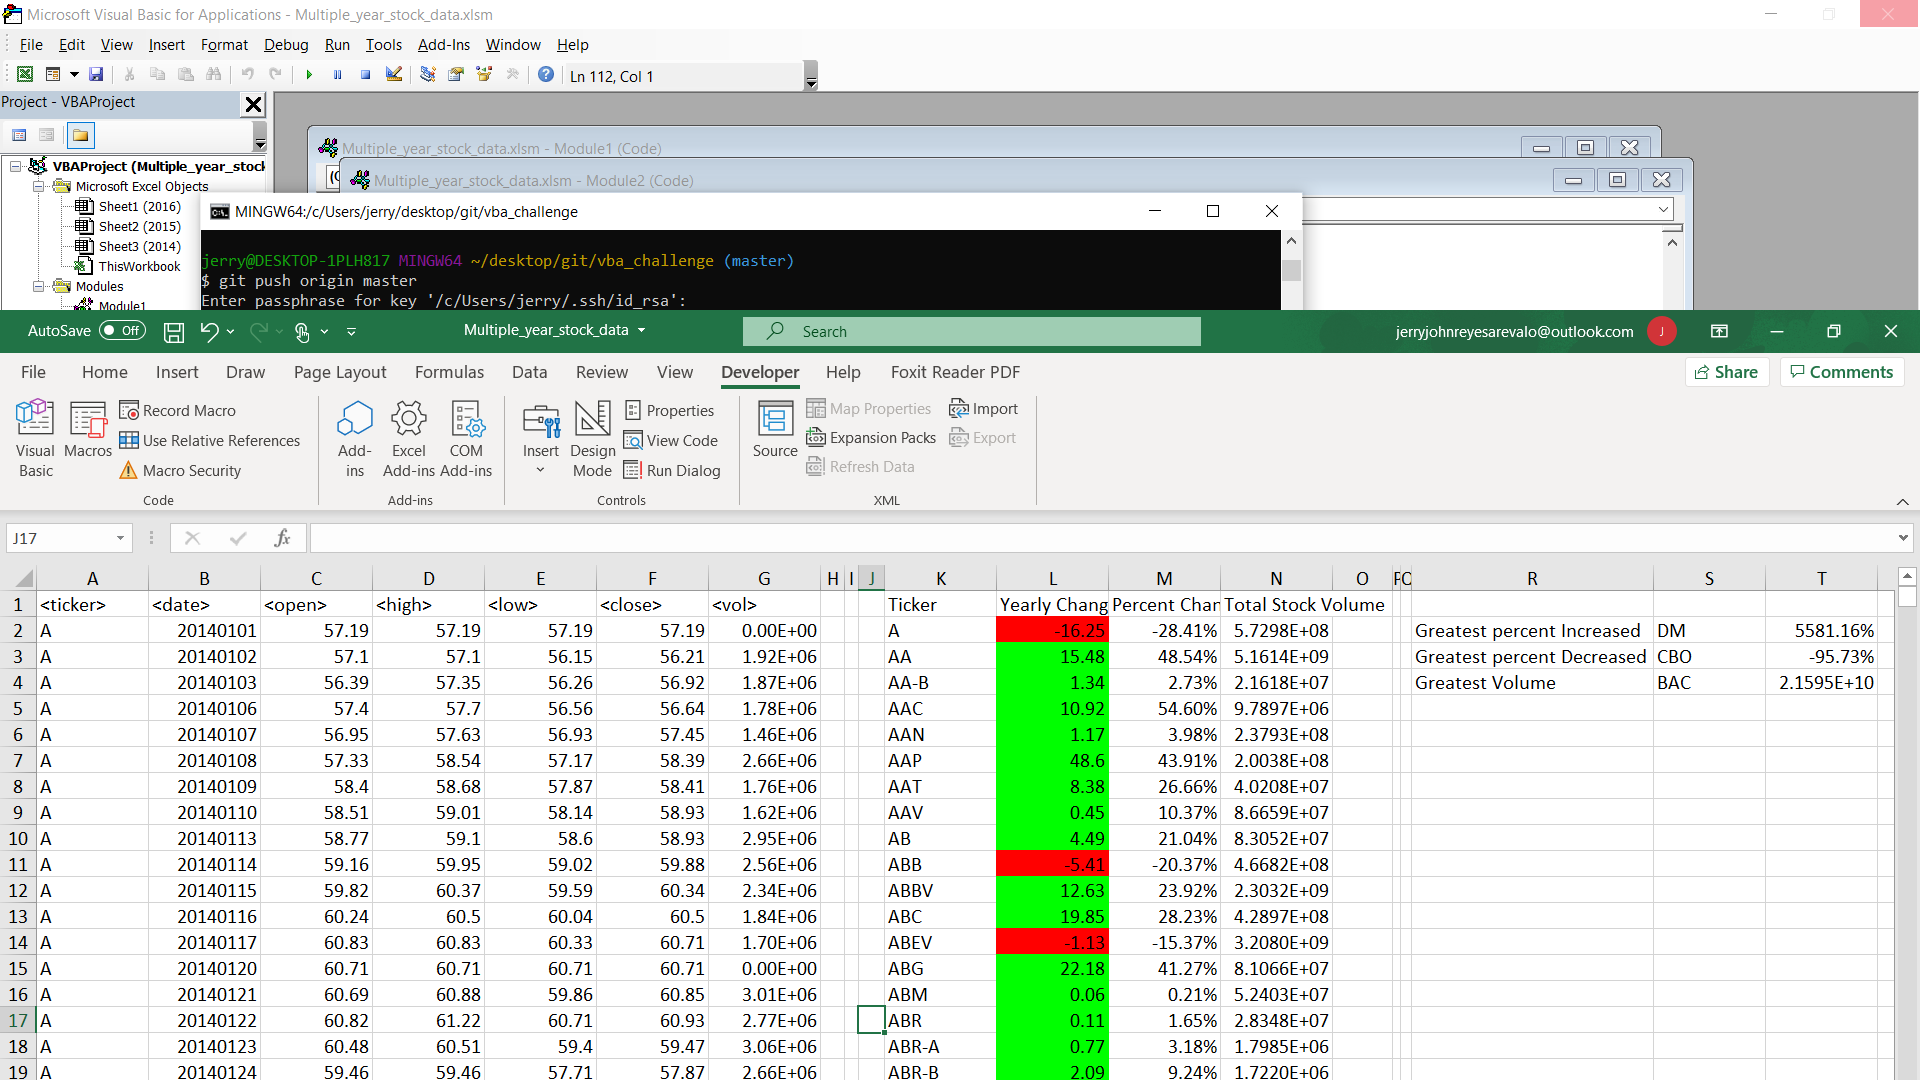 Microsoft Visual Basic for Applications - Multiple_year_stock_data.xlsm
File Edit View Insert Format Debug Run Tools Add-Ins Window Help
Ln 112, Col 1
Project - VBAProject
VBAProject (Multiple_year_stock
Microsoft Excel Objects
Sheet1 (2016)
Sheet2 (2015)
Sheet3 (2014)
ThisWorkbook
Modules
Module1
Multiple_year_stock_data.xlsm - Module1 (Code)
Multiple_year_stock_data.xlsm - Module2 (Code)
MINGW64:/c/Users/jerry/desktop/git/vba_challenge
jerry@DESKTOP-1PLH817 MINGW64 ~/desktop/git/vba_challenge (master)
$ git push origin master
Enter passphrase for key '/c/Users/jerry/.ssh/id_rsa':
AutoSave Off Multiple_year_stock_data Search jerryjohnreyesarevalo@outlook.com J
File Home Insert Draw Page Layout Formulas Data Review View Developer Help Foxit Reader PDF Share Comments
Visual Basic
Macros
Record Macro
Use Relative References
Macro Security
Code
Add-ins
Excel Add-ins
COM Add-ins
Add-ins
Insert
Design Mode
Properties
View Code
Run Dialog
Controls
Source
Map Properties
Expansion Packs
Refresh Data
Import
Export
XML
J17 fx
A B C D E F G H I J K L M N O R S T
1 <ticker> <date> <open> <high> <low> <close> <vol> Ticker Yearly Chang Percent Chan Total Stock Volume
2 A 20140101 57.19 57.19 57.19 57.19 0.00E+00 A -16.25 -28.41% 5.7298E+08 Greatest percent Increased DM 5581.16%
3 A 20140102 57.1 57.1 56.15 56.21 1.92E+06 AA 15.48 48.54% 5.1614E+09 Greatest percent Decreased CBO -95.73%
4 A 20140103 56.39 57.35 56.26 56.92 1.87E+06 AA-B 1.34 2.73% 2.1618E+07 Greatest Volume BAC 2.1595E+10
5 A 20140106 57.4 57.7 56.56 56.64 1.78E+06 AAC 10.92 54.60% 9.7897E+06
6 A 20140107 56.95 57.63 56.93 57.45 1.46E+06 AAN 1.17 3.98% 2.3793E+08
7 A 20140108 57.33 58.54 57.17 58.39 2.66E+06 AAP 48.6 43.91% 2.0038E+08
8 A 20140109 58.4 58.68 57.87 58.41 1.76E+06 AAT 8.38 26.66% 4.0208E+07
9 A 20140110 58.51 59.01 58.14 58.93 1.62E+06 AAV 0.45 10.37% 8.6659E+07
10 A 20140113 58.77 59.1 58.6 58.93 2.95E+06 AB 4.49 21.04% 8.3052E+07
11 A 20140114 59.16 59.95 59.02 59.88 2.56E+06 ABB -5.41 -20.37% 4.6682E+08
12 A 20140115 59.82 60.37 59.59 60.34 2.34E+06 ABBV 12.63 23.92% 2.3032E+09
13 A 20140116 60.24 60.5 60.04 60.5 1.84E+06 ABC 19.85 28.23% 4.2897E+08
14 A 20140117 60.83 60.83 60.33 60.71 1.70E+06 ABEV -1.13 -15.37% 3.2080E+09
15 A 20140120 60.71 60.71 60.71 60.71 0.00E+00 ABG 22.18 41.27% 8.1066E+07
16 A 20140121 60.69 60.88 59.86 60.85 3.01E+06 ABM 0.06 0.21% 5.2403E+07
17 A 20140122 60.82 61.22 60.71 60.93 2.77E+06 ABR 0.11 1.65% 2.8348E+07
18 A 20140123 60.48 60.51 59.4 59.47 3.06E+06 ABR-A 0.77 3.18% 1.7985E+06
19 A 20140124 59.46 59.46 57.71 57.87 2.66E+06 ABR-B 2.09 9.24% 1.7220E+06